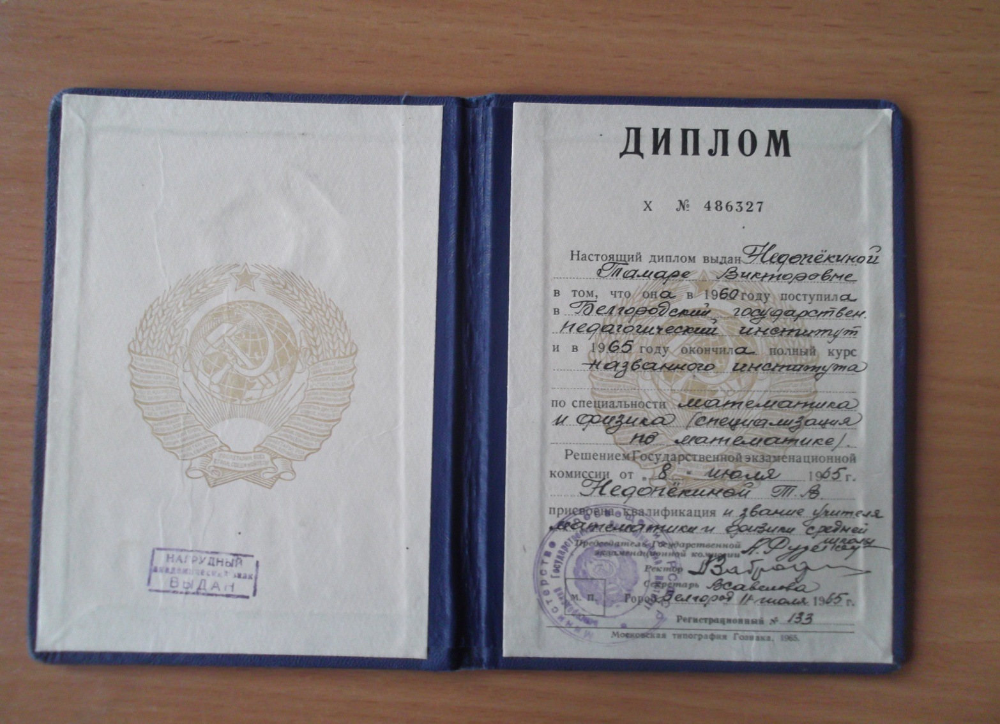 НАГРУДНЫЙ
академический знак
ВЫДАН
ДИПЛОМ
X № 486327
Настоящий диплом выдан Недопёкиной
Тамаре Викторовне
в том, что она в 1960 году поступила
в Белгородский государствен.
педагогический институт
и в 1965 году окончила полный курс
названного института
по специальности математика
и физика (специализация
по математике).
Решением Государственной экзаменационной
комиссии от „8" июля 1965 г.
Недопёкиной Т.В.
присвоена квалификация и звание учителя
математики и физики средней
школы
Председатель Государственной
экзаменационной комиссии
Ректор
Секретарь
М. П. Город Белгород 11 июля 1965 г.
Регистрационный № 133
Московская типография Гознака. 1965.